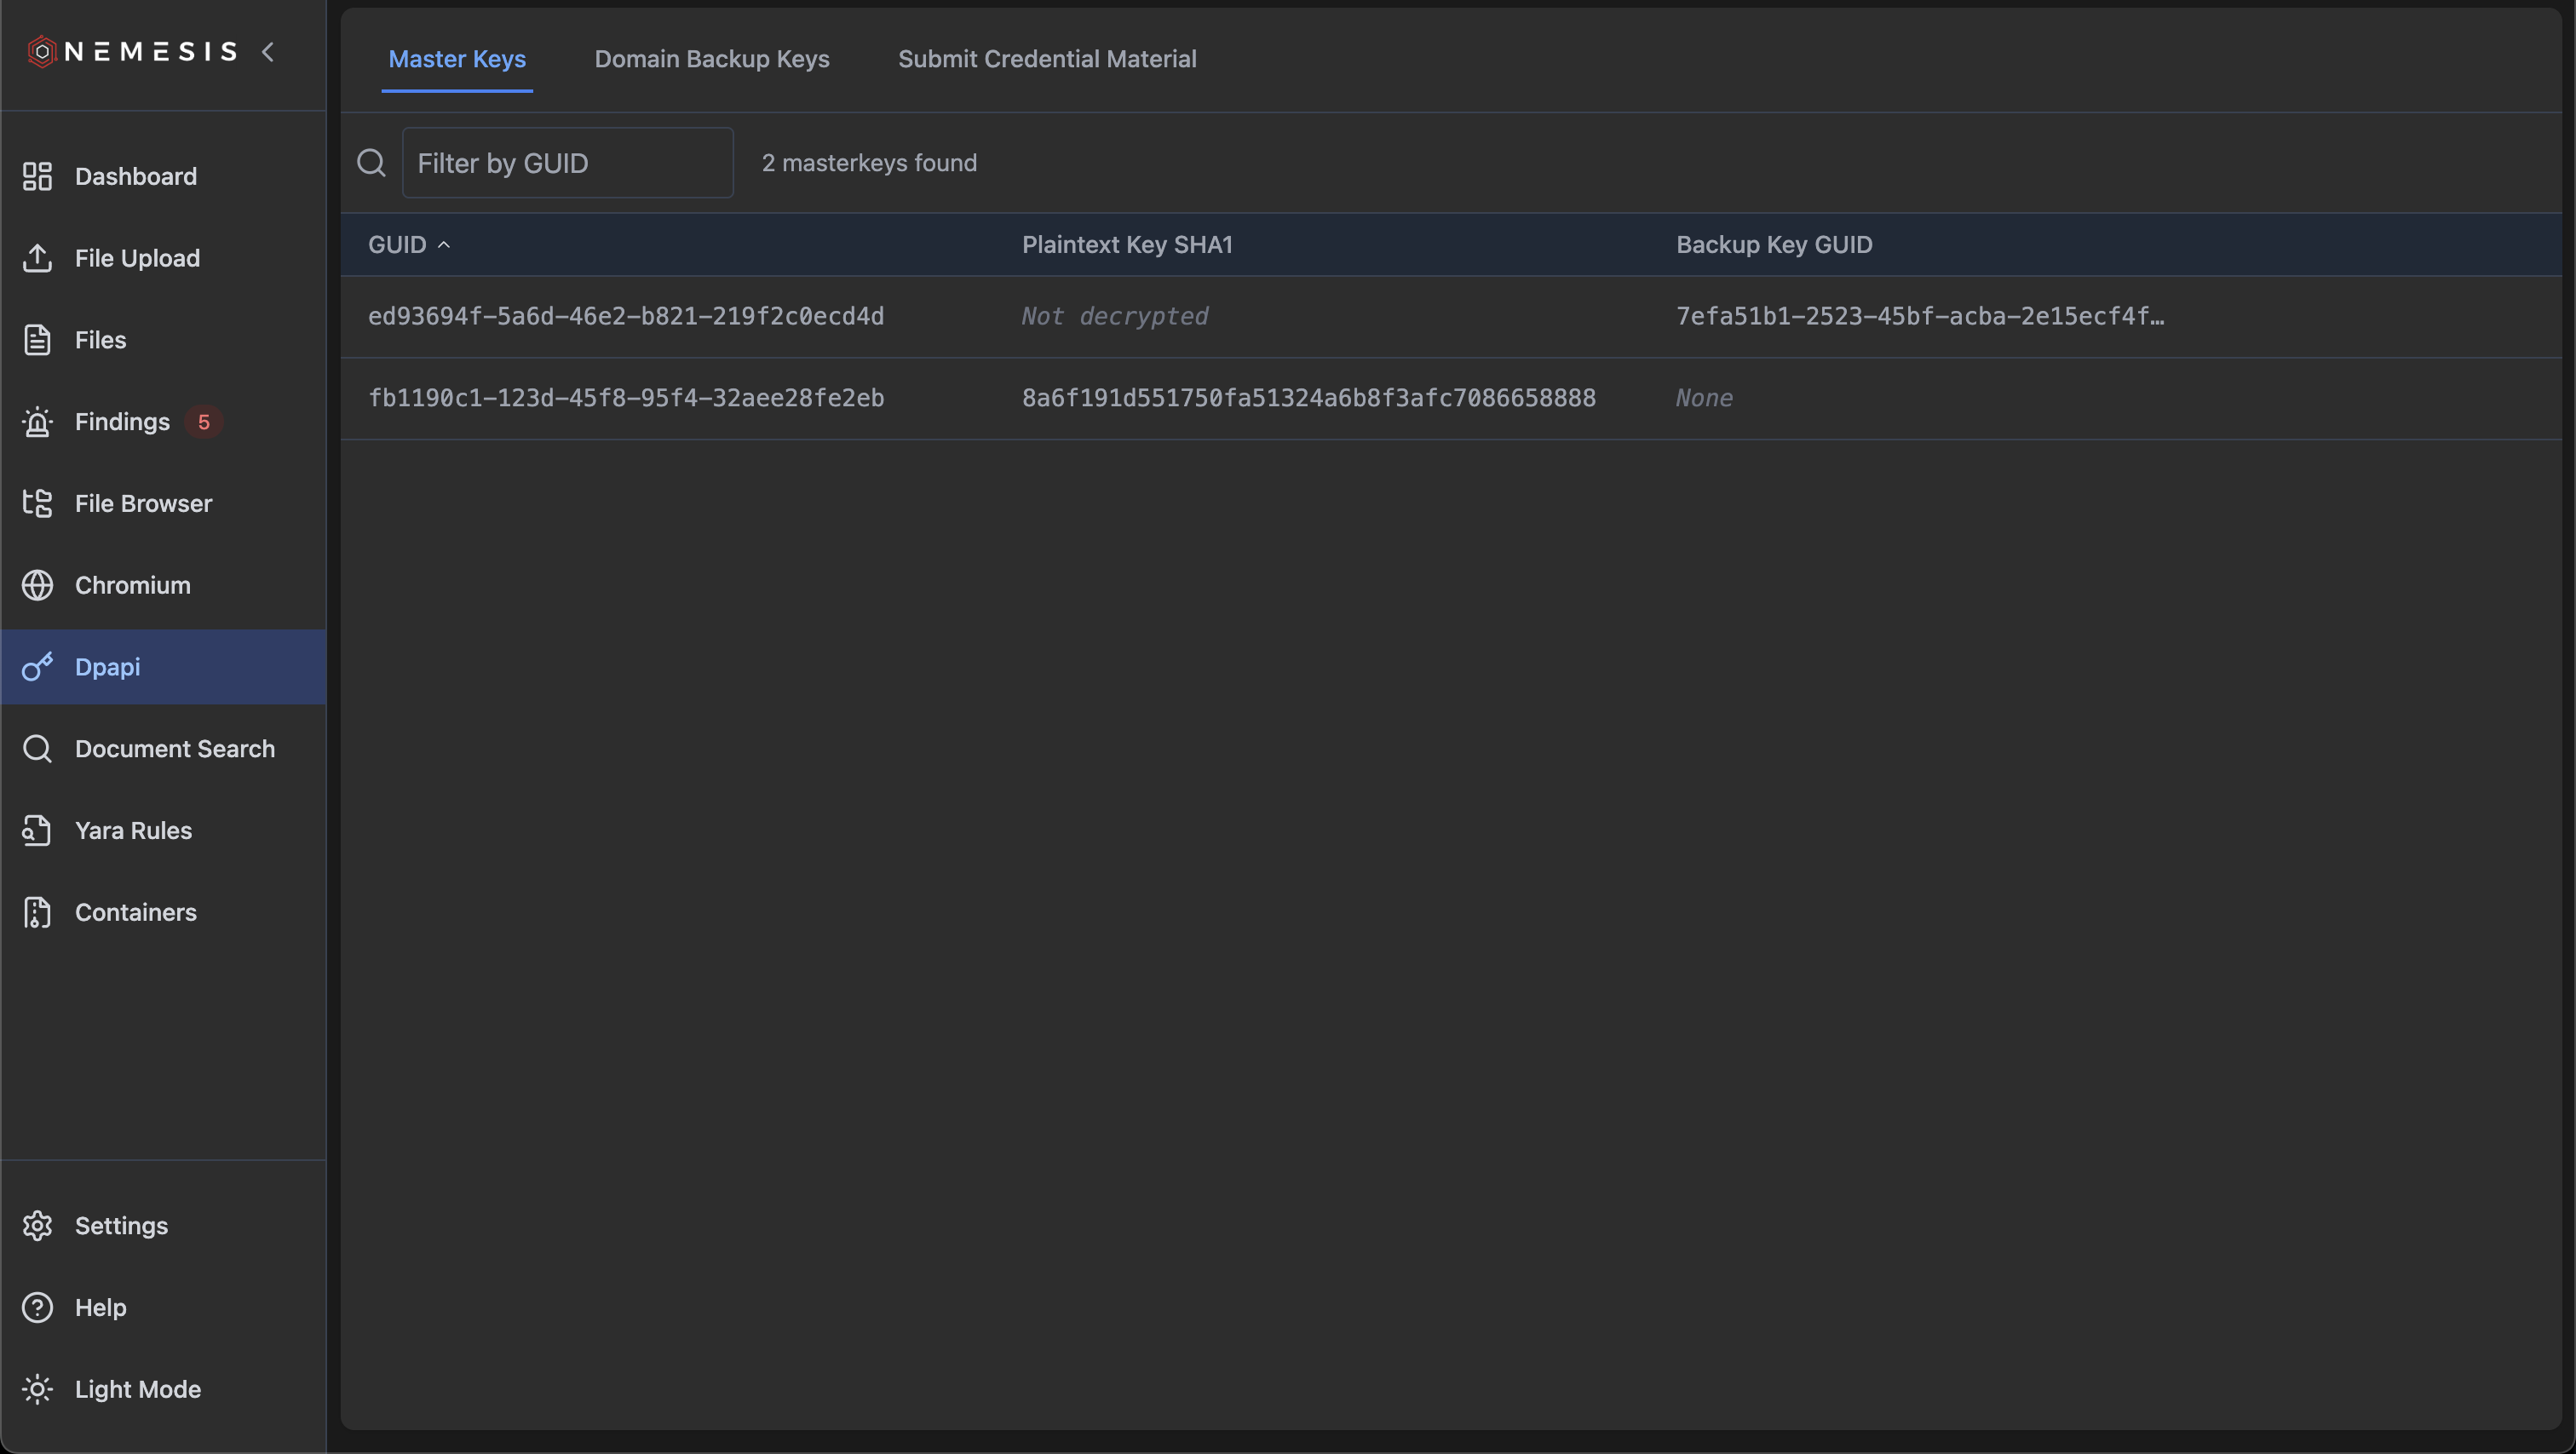 NEMESIS
Dashboard
File Upload
Files
Findings 5
File Browser
Chromium
Dpapi
Document Search
Yara Rules
Containers
Settings
Help
Light Mode
Master Keys Domain Backup Keys Submit Credential Material
Filter by GUID 2 masterkeys found
GUID Plaintext Key SHA1 Backup Key GUID
ed93694f-5a6d-46e2-b821-219f2c0ecd4d Not decrypted 7efa51b1-2523-45bf-acba-2e15ecf4f…
fb1190c1-123d-45f8-95f4-32aee28fe2eb 8a6f191d551750fa51324a6b8f3afc7086658888 None